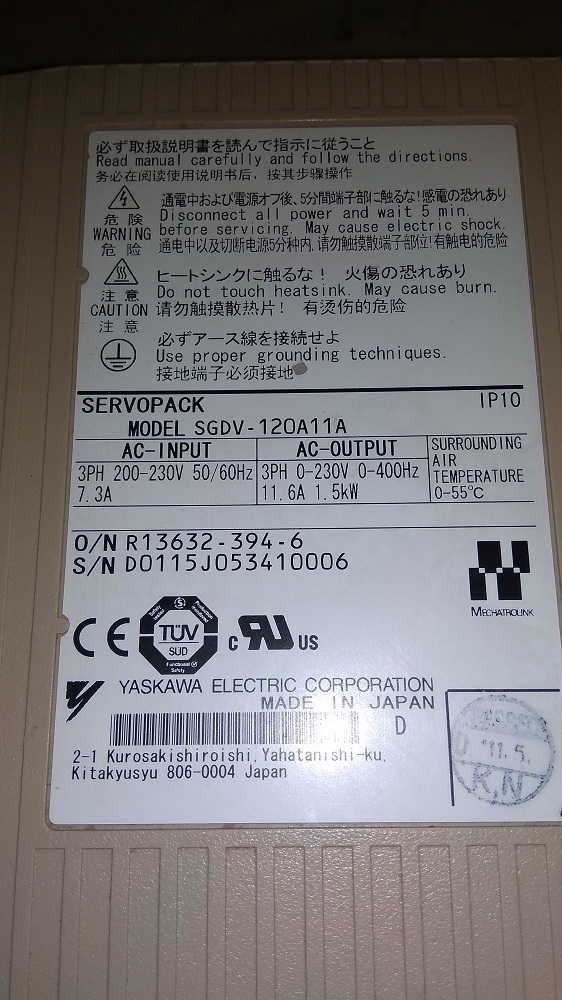 必ず取扱説明書を読んで指示に従うこと
Read manual carefully and follow the directions.
务必在阅读使用说明书后，按其步骤操作
危 険
WARNING
危 险
通電中および電源オフ後、5分間端子部に触るな!感電の恐れあり
Disconnect all power and wait 5 min.
before servicing. May cause electric shock.
通电中以及切断电源5分钟内,请勿触摸端子部位!有触电的危险
注 意
CAUTION
注 意
ヒートシンクに触るな! 火傷の恐れあり
Do not touch heatsink. May cause burn.
请勿触摸散热片! 有烫伤的危险
必ずアース線を接続せよ
Use proper grounding techniques.
接地端子必须接地
SERVOPACK IP10
MODEL SGDV-120A11A
AC-INPUT
3PH 200-230V 50/60Hz
7.3A
AC-OUTPUT
3PH 0-230V 0-400Hz
11.6A 1.5kW
SURROUNDING
AIR
TEMPERATURE
0-55℃
O/N R13632-394-6
S/N D0115J053410006
MECHATROLINK
CE
TÜV
SÜD
Functional
Safety
c RU US
YASKAWA ELECTRIC CORPORATION
MADE IN JAPAN
D
2-1 Kurosakishiroishi, Yahatanishi-ku,
Kitakyusyu 806-0004 Japan
'11.5.
K.N